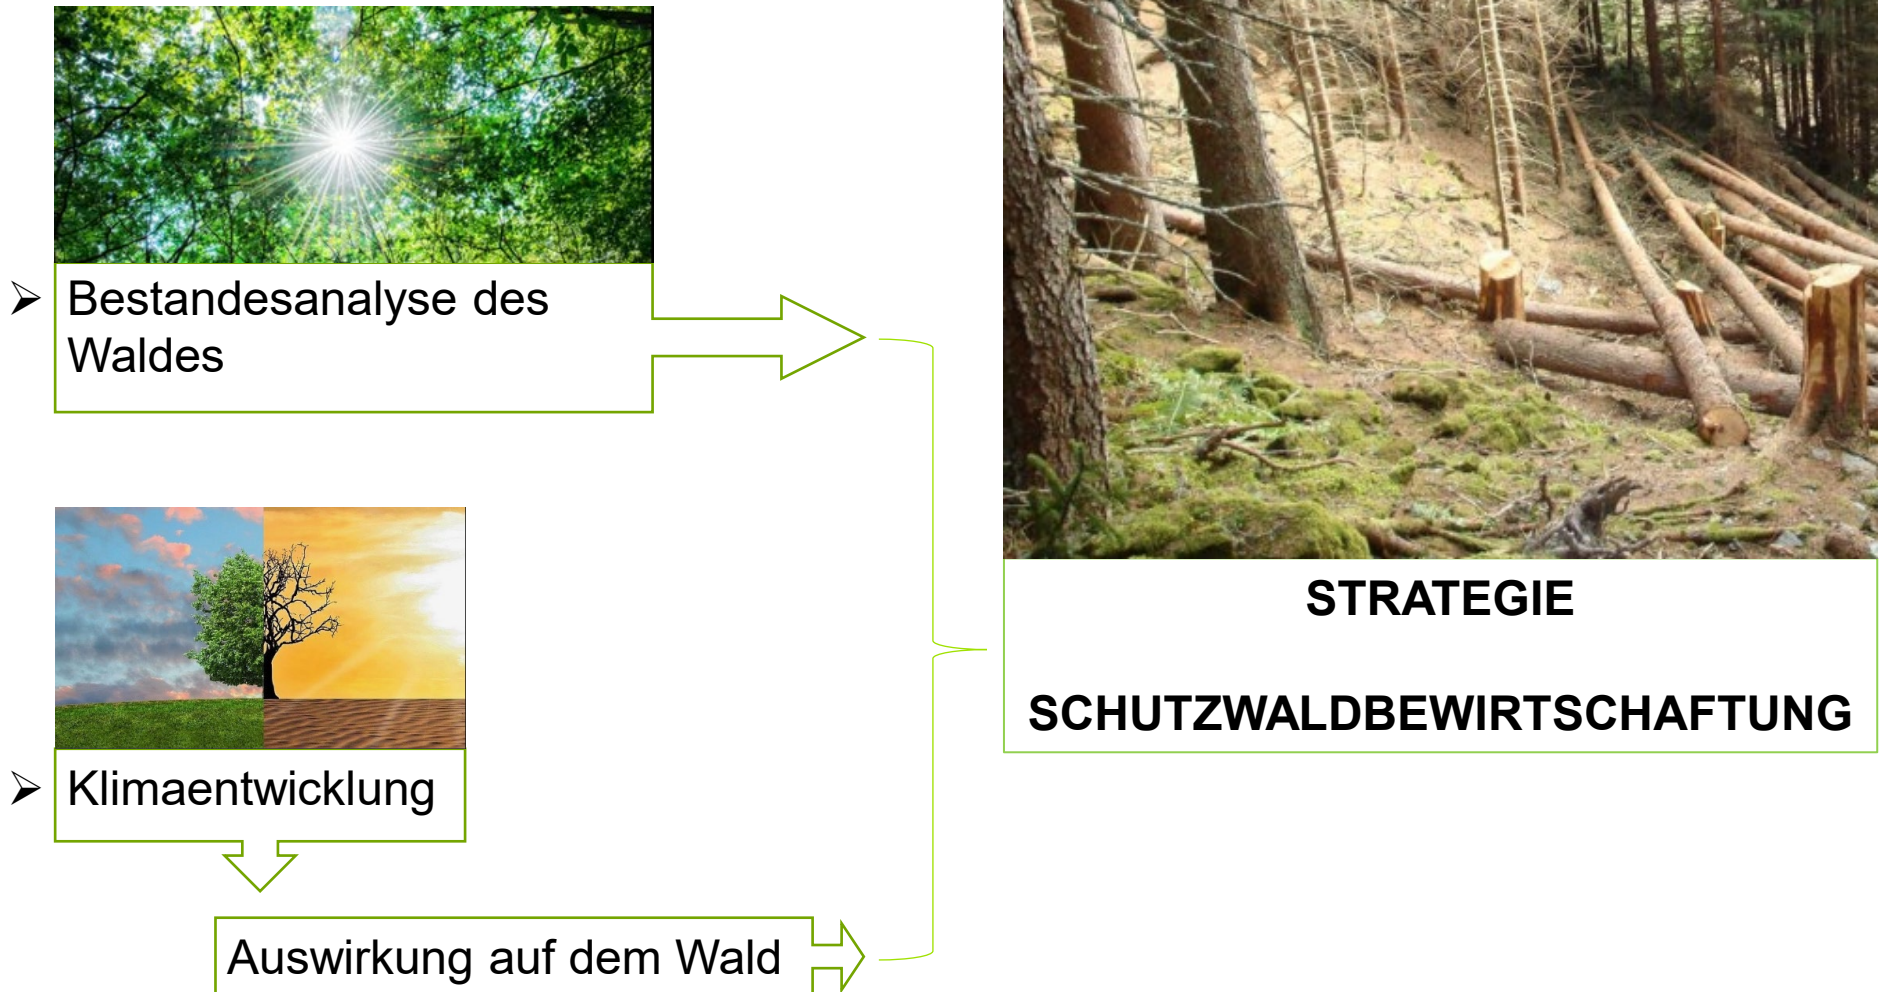 Bestandesanalyse des
Waldes
Klimaentwicklung
Auswirkung auf dem Wald
STRATEGIE
SCHUTZWALDBEWIRTSCHAFTUNG